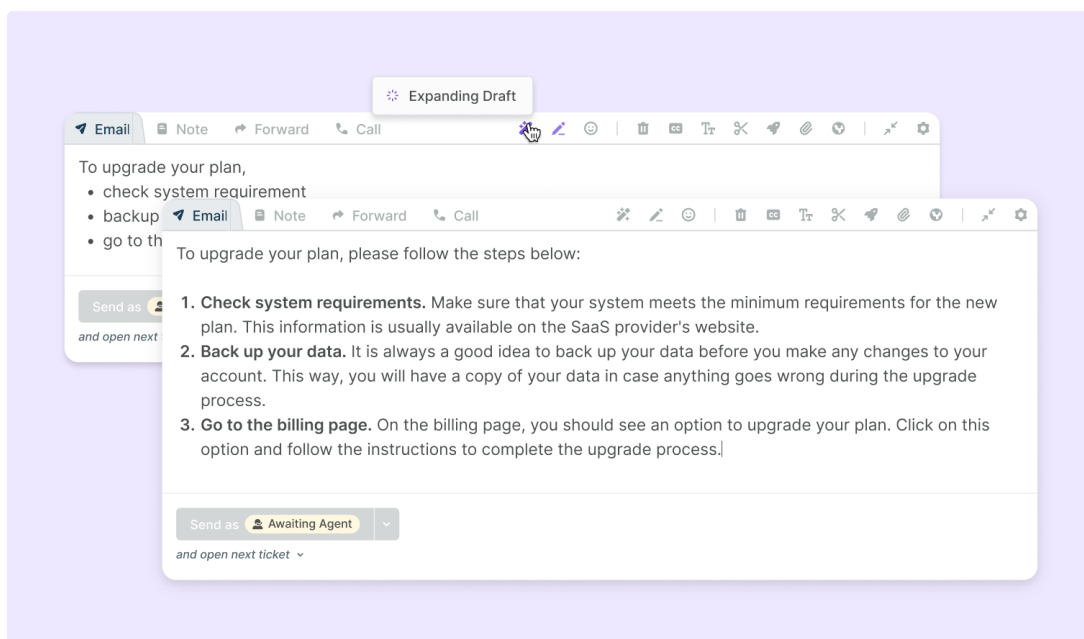 Expanding Draft
Email Note Forward Call
To upgrade your plan,
• check system requirement
• backup
• go to th
Send as
and open next
Email Note Forward Call
CC Tт
To upgrade your plan, please follow the steps below:
1. Check system requirements. Make sure that your system meets the minimum requirements for the new
plan. This information is usually available on the SaaS provider's website.
2. Back up your data. It is always a good idea to back up your data before you make any changes to your
account. This way, you will have a copy of your data in case anything goes wrong during the upgrade
process.
3. Go to the billing page. On the billing page, you should see an option to upgrade your plan. Click on this
option and follow the instructions to complete the upgrade process.
Send as Awaiting Agent
and open next ticket